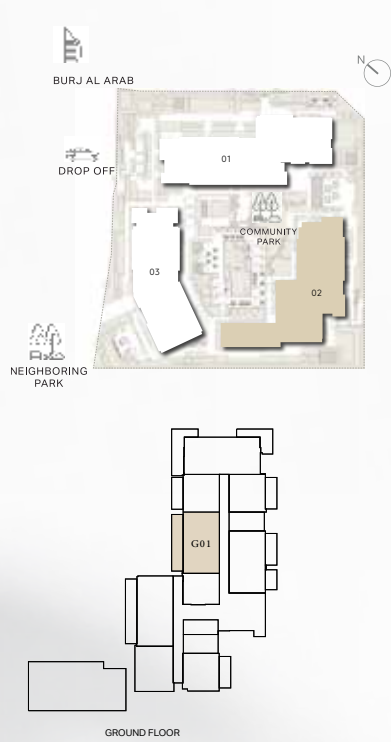 N
BURJ AL ARAB
01
DROP OFF
COMMUNITY
PARK
03
02
NEIGHBORING
PARK
G01
GROUND FLOOR